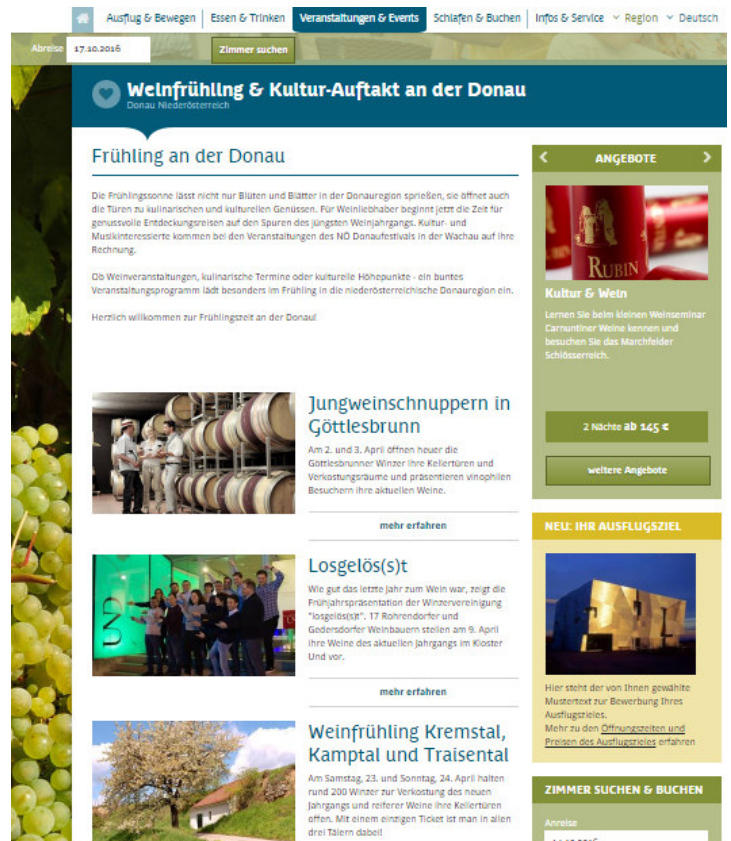 Ausflug & Bewegen
Essen & Trinken
Veranstaltungen & Events
Schlafen & Buchen
Infos & Service
Region
Deutsch
Abreise
17.10.2016
Zimmer suchen
Weinfrühling & Kultur-Auftakt an der Donau
Donau Niederösterreich
Frühling an der Donau
Die Frühlingssonne lässt nicht nur Blüten und Blätter in der Donauregion sprießen, sie öffnet auch
die Türen zu kulinarischen und kulturellen Genüssen. Für Weinliebhaber beginnt jetzt die Zeit für
genussvolle Entdeckungsreisen auf den Spuren des jüngsten Weinjahrgangs. Kultur- und
Musikinteressierte kommen bei den Veranstaltungen des NÖ Donaufestivals in der Wachau auf ihre
Rechnung.
Ob Weinveranstaltungen, kulinarische Termine oder kulturelle Höhepunkte - ein buntes
Veranstaltungsprogramm lädt besonders im Frühling in die niederösterreichische Donauregion ein.
Herzlich willkommen zur Frühlingszeit an der Donau!
Jungweinschnuppern in
Göttlesbrunn
Am 2. und 3. April öffnen heuer die
Göttlesbrunner Winzer ihre Kellertüren und
Verkostungsräume und präsentieren vinophilen
Besuchern ihre aktuellen Weine.
mehr erfahren
UND
Losgelös(s)t
Wie gut das letzte Jahr zum Wein war, zeigt die
Frühjahrspräsentation der Winzervereinigung
"losgelös(s)t". 17 Rohrendorfer und
Gedersdorfer Weinbauern stellen am 9. April
ihre Weine des aktuellen Jahrgangs im Kloster
Und vor.
mehr erfahren
Weinfrühling Kremstal,
Kamptal und Traisental
Am Samstag, 23. und Sonntag, 24. April halten
rund 200 Winzer zur Verkostung des neuen
Jahrgangs und reiferer Weine ihre Kellertüren
offen. Mit einem einzigen Ticket ist man in allen
drei Tälern dabei!
ANGEBOTE
RUBIN
Kultur & Wein
Lernen Sie beim kleinen Weinseminar
Carnuntiner Weine kennen und
besuchen Sie das Marchfelder
Schlösserreich.
2 Nächte ab 145 €
weitere Angebote
NEU: IHR AUSFLUGSZIEL
Hier steht der von Ihnen gewählte
Mustertext zur Bewerbung Ihres
Ausflugszieles.
Mehr zu den Öffnungszeiten und
Preisen des Ausflugszieles erfahren
ZIMMER SUCHEN & BUCHEN
Anreise